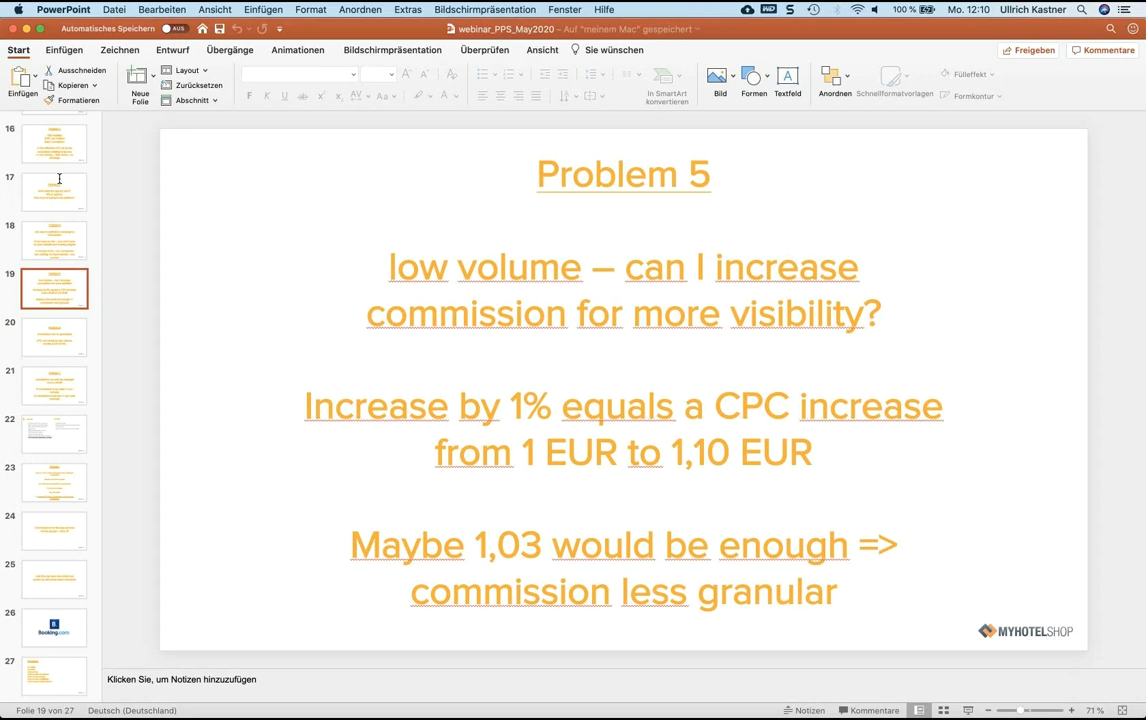 PowerPoint Datei Bearbeiten Ansicht Einfügen Format Anordnen Extras Bildschirmpräsentation Fenster Hilfe 100 % Mo. 12:10 Ullrich Kastner
Automatisches Speichern AUS webinar_PPS_May2020 – Auf "meinem Mac" gespeichert
Start Einfügen Zeichnen Entwurf Übergänge Animationen Bildschirmpräsentation Überprüfen Ansicht Sie wünschen Freigeben Kommentare
Einfügen Ausschneiden Kopieren Formatieren Neue Folie Layout Zurücksetzen Abschnitt
F K U ab x² x₂ AV Aa A
In SmartArt konvertieren Bild Formen Textfeld Anordnen Schnellformatvorlagen Fülleffekt Formkontur
16
17
18
19
20
21
22
23
24
25
26
Booking.com
27
Problem 5
low volume – can I increase
commission for more visibility?
Increase by 1% equals a CPC increase
from 1 EUR to 1,10 EUR
Maybe 1,03 would be enough =>
commission less granular
MYHOTELSHOP
Klicken Sie, um Notizen hinzuzufügen
Folie 19 von 27 Deutsch (Deutschland) Notizen Kommentare 71 %